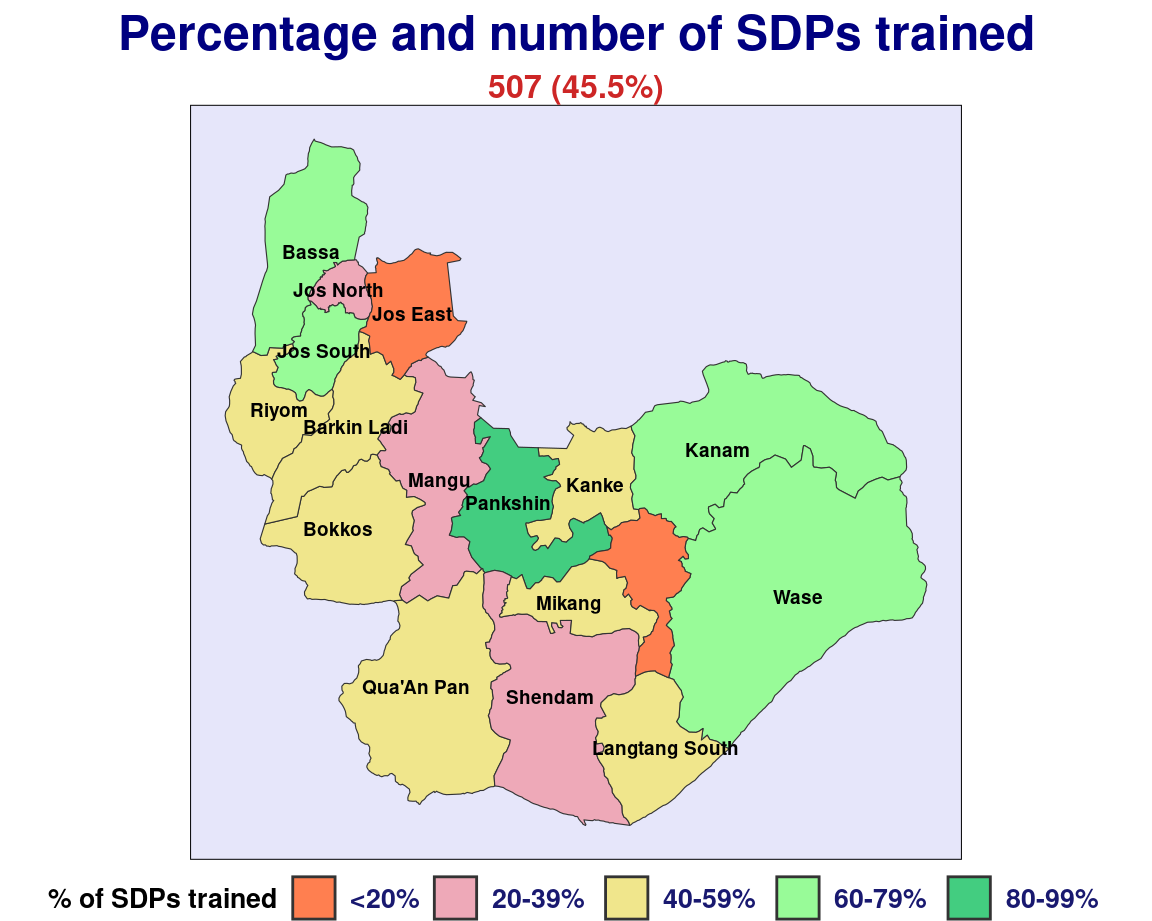 Percentage and number of SDPs trained
507 (45.5%)
Bassa
Jos North
Jos East
Jos South
Riyom
Barkin Ladi
Kanam
Mangu
Kanke
Pankshin
Bokkos
Wase
Mikang
Qua'An Pan
Shendam
Langtang South
% of SDPs trained <20% 20-39% 40-59% 60-79% 80-99%